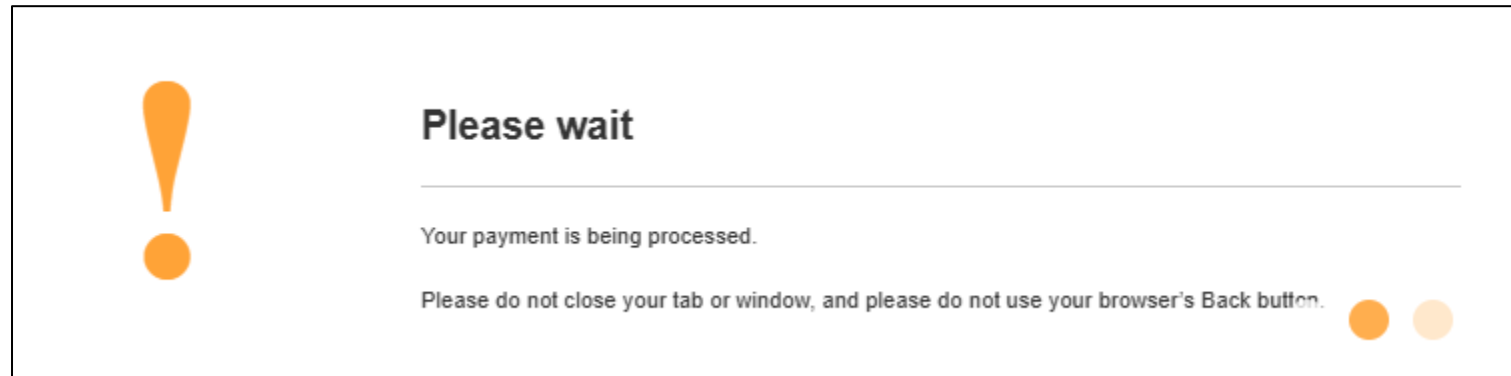 Please wait
Your payment is being processed.
Please do not close your tab or window, and please do not use your browser's Back button.